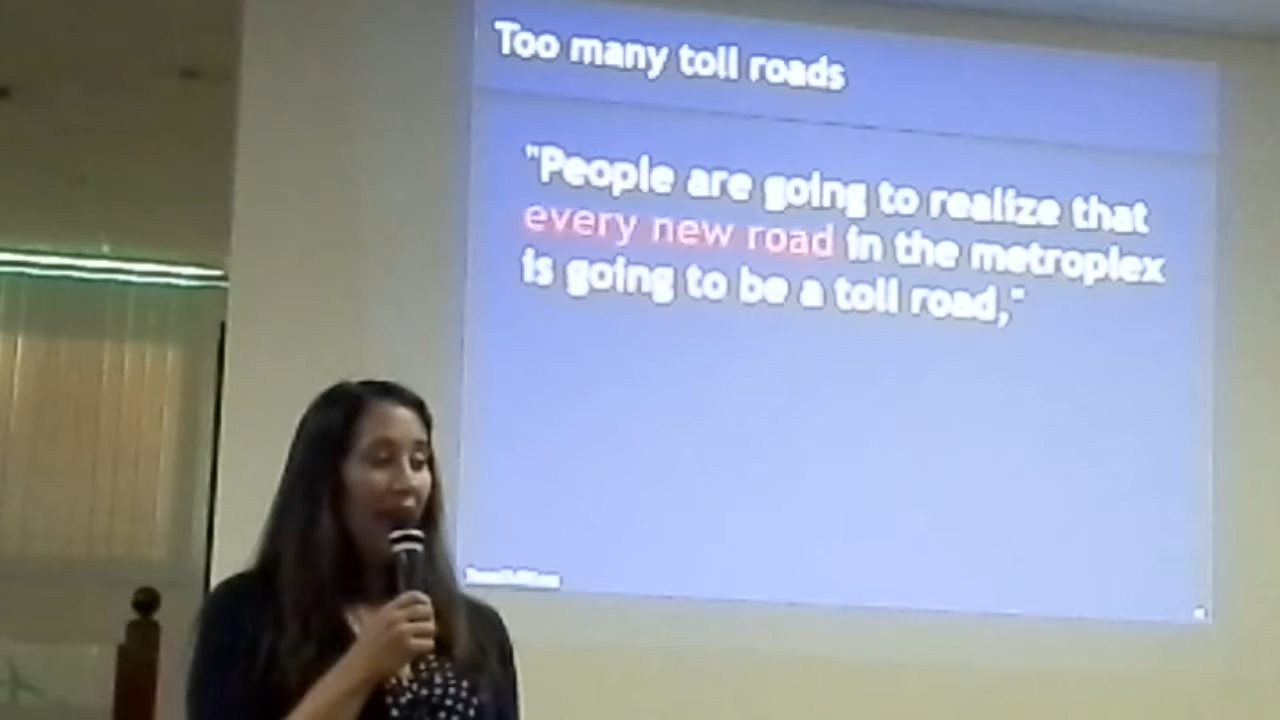 Too many toll roads
"People are going to realize that
every new road in the metroplex
is going to be a toll road,"